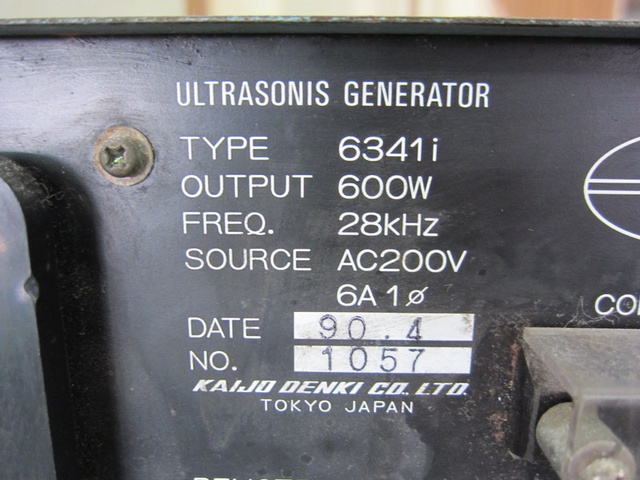 ULTRASONIS GENERATOR
TYPE 6341i
OUTPUT 600W
FREQ. 28kHz
SOURCE AC200V
6A 1ø
DATE 90.4
NO. 1057
KAIJO DENKI CO., LTD.
TOKYO JAPAN